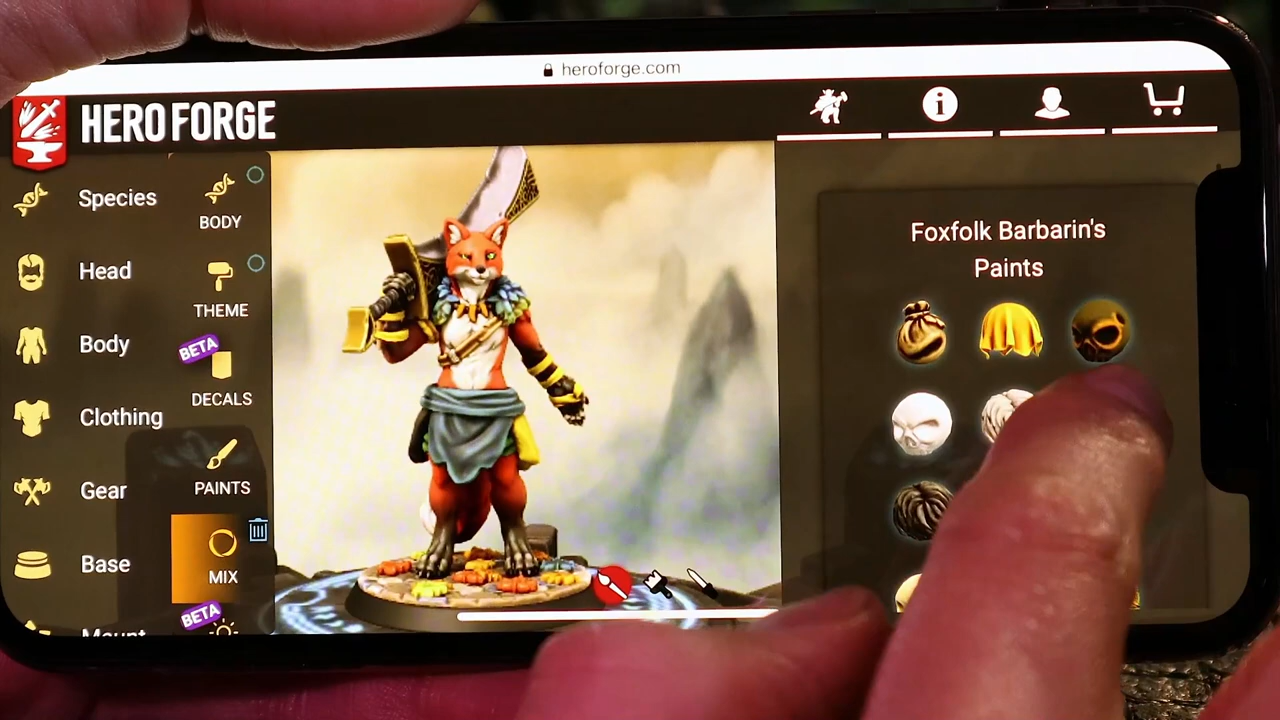 heroforge.com
HERO FORGE
Species
Head
Body
Clothing
Gear
Base
Mount
BODY
THEME
BETA
DECALS
PAINTS
MIX
BETA
Foxfolk Barbarin's
Paints